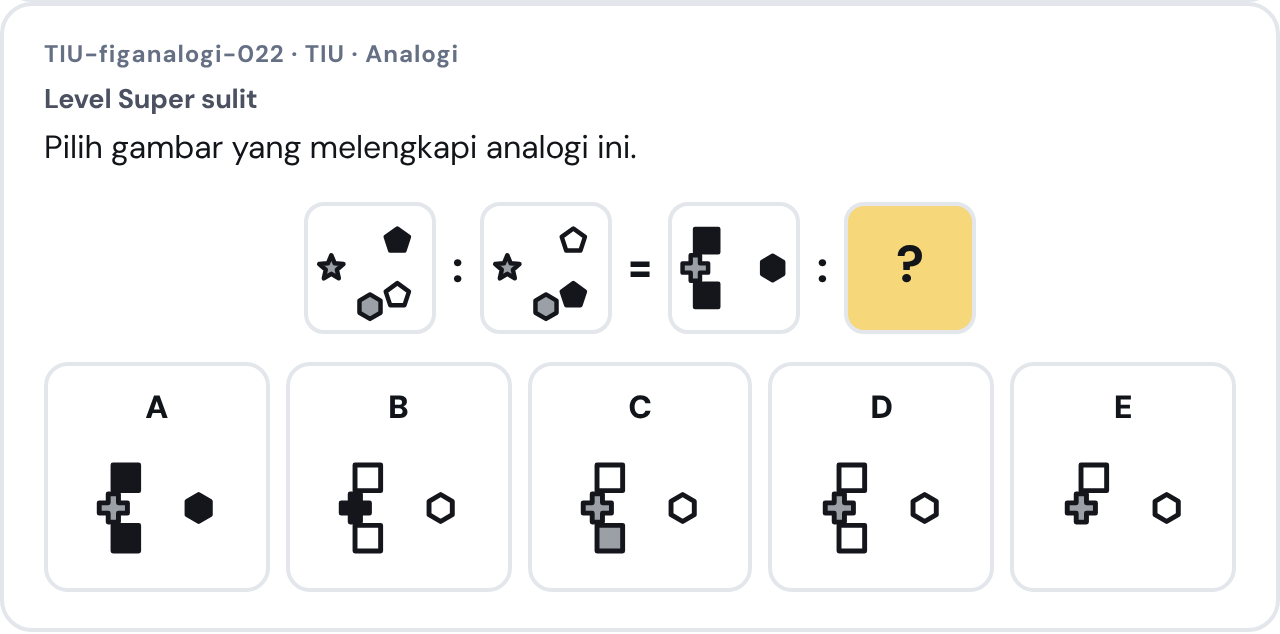 TIU-figanalogi-022 · TIU · Analogi
Level Super sulit
Pilih gambar yang melengkapi analogi ini.
: = : ?
A B C D E